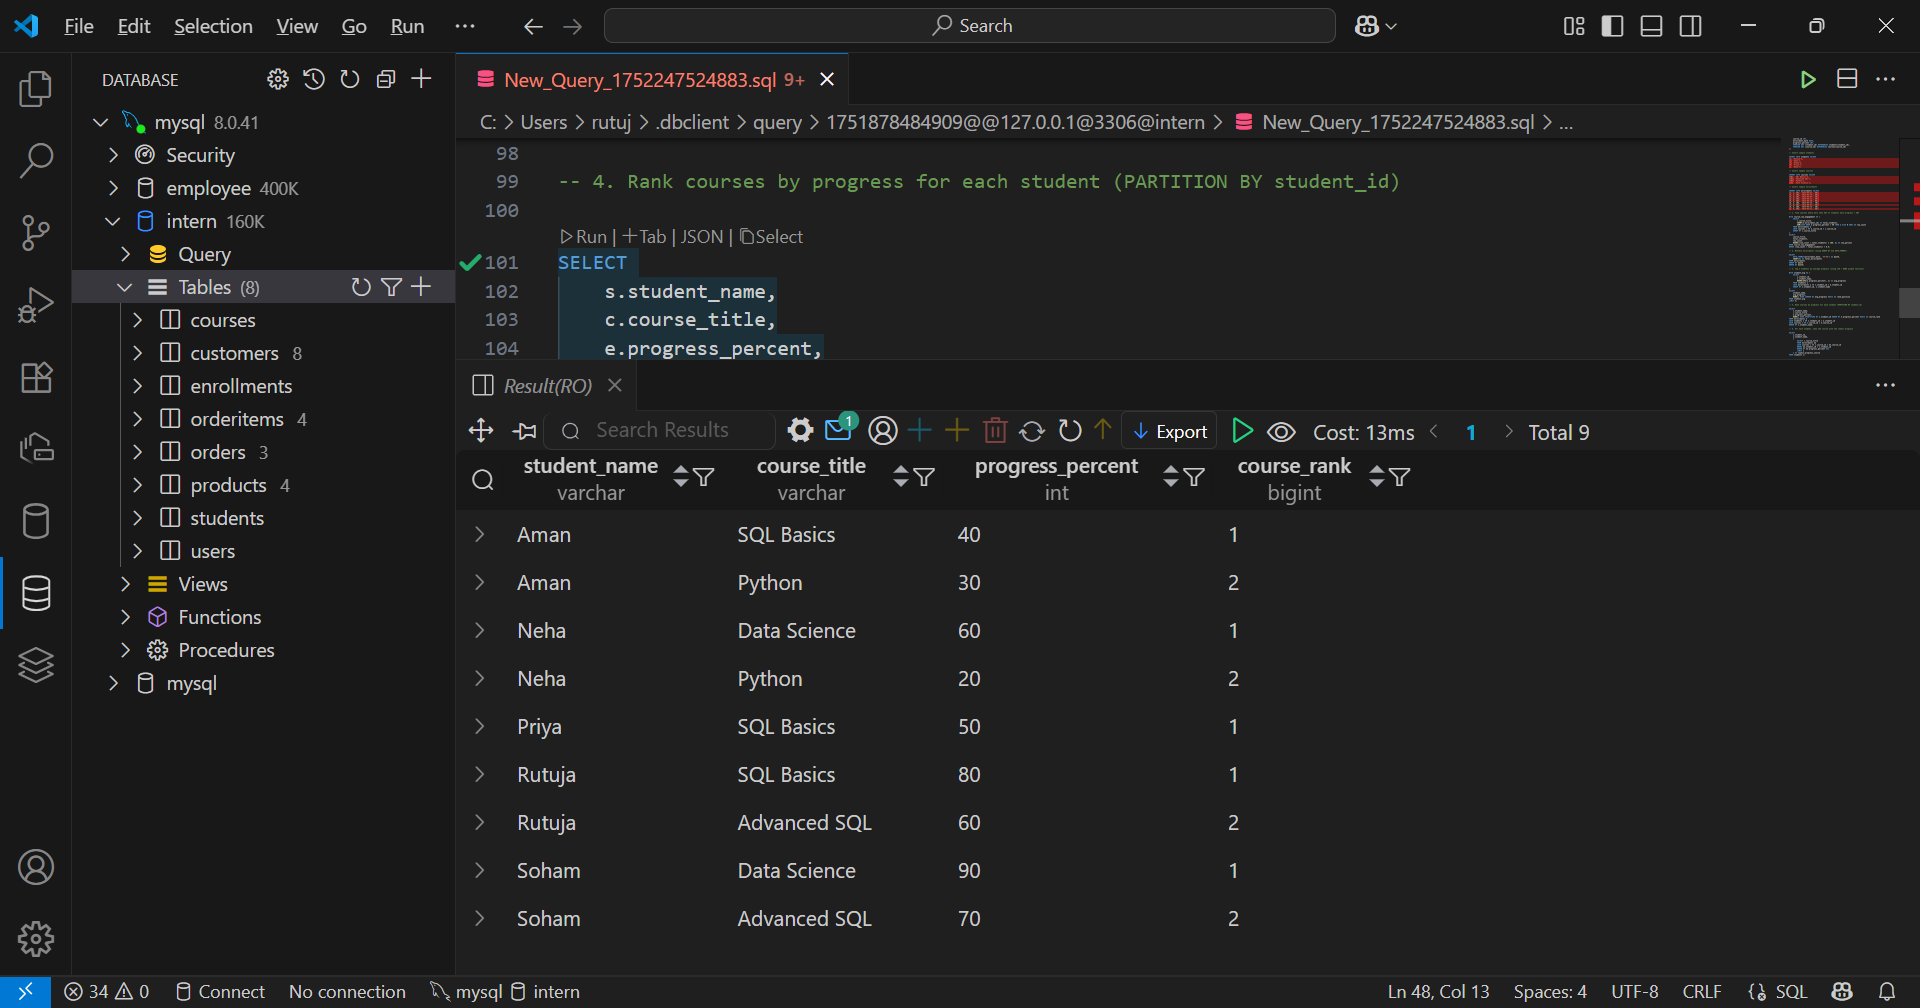 File Edit Selection View Go Run ··· Search
DATABASE
New_Query_1752247524883.sql 9+
mysql 8.0.41
C: > Users > rutuj > .dbclient > query > 1751878484909@@127.0.0.1@3306@intern > New_Query_1752247524883.sql > ...
Security
employee 400K
intern 160K
Query
Tables (8)
courses
customers 8
enrollments
orderitems 4
orders 3
products 4
students
users
Views
Functions
Procedures
mysql
98
99 -- 4. Rank courses by progress for each student (PARTITION BY student_id)
100
Run | +Tab | JSON | Select
101 SELECT
102 s.student_name,
103 c.course_title,
104 e.progress_percent,
Result(RO)
Search Results 1 Export Cost: 13ms < 1 > Total 9
student_name course_title progress_percent course_rank
varchar varchar int bigint
Aman SQL Basics 40 1
Aman Python 30 2
Neha Data Science 60 1
Neha Python 20 2
Priya SQL Basics 50 1
Rutuja SQL Basics 80 1
Rutuja Advanced SQL 60 2
Soham Data Science 90 1
Soham Advanced SQL 70 2
34 0 Connect No connection mysql intern Ln 48, Col 13 Spaces: 4 UTF-8 CRLF {} SQL